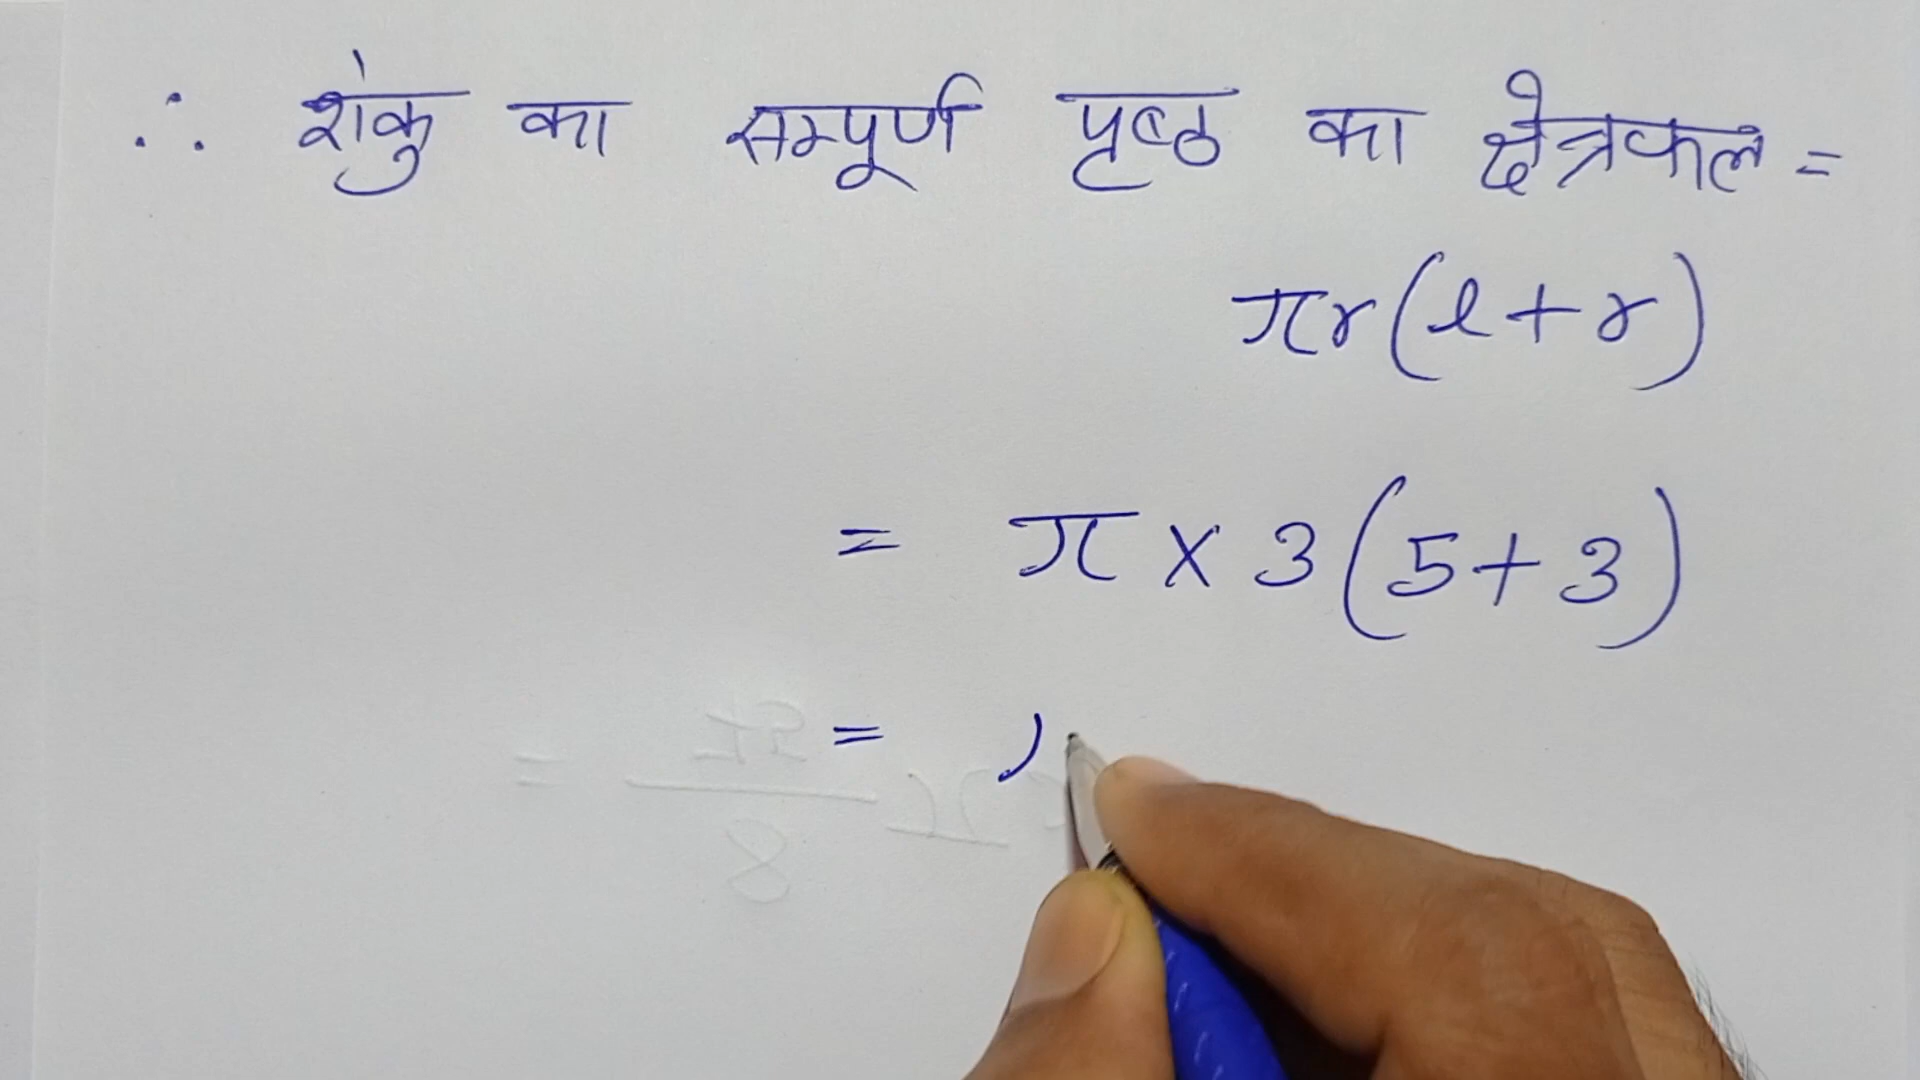 ∴ शंकु का सम्पूर्ण पृष्ठ का क्षेत्रफल =
πr(l+r)
= π × 3(5+3)
=